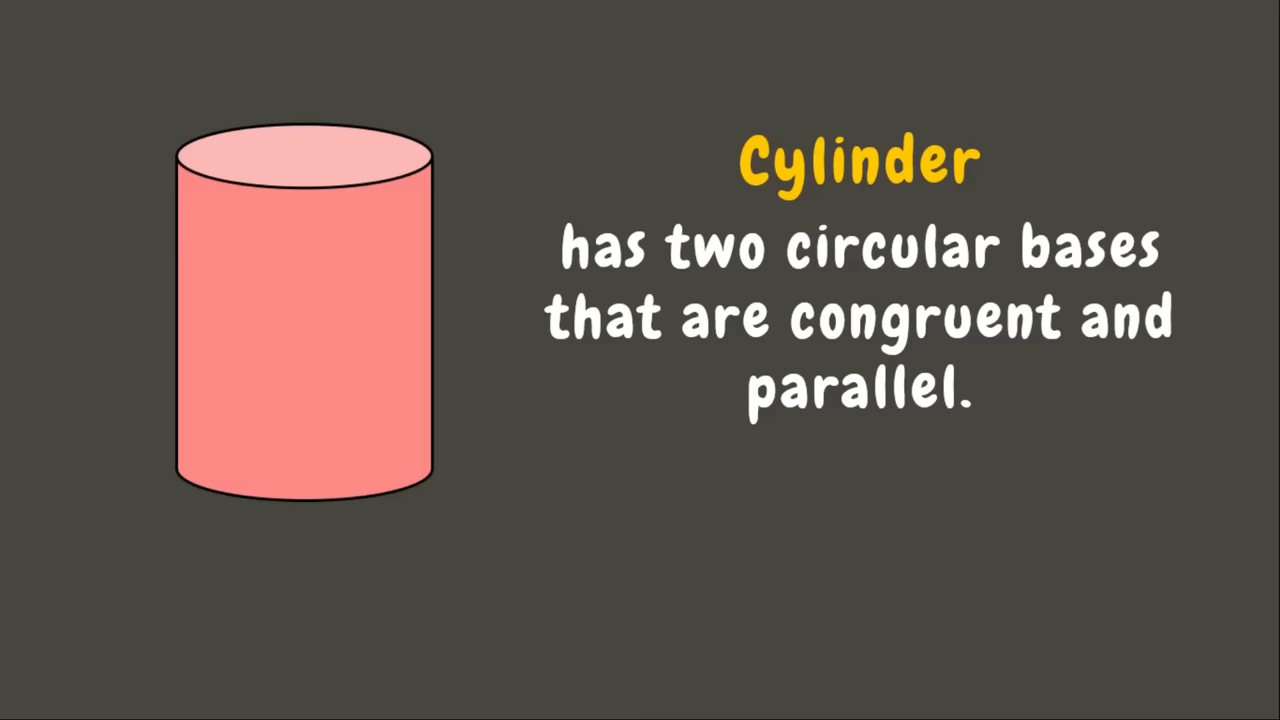 Cylinder
has two circular bases
that are congruent and
parallel.